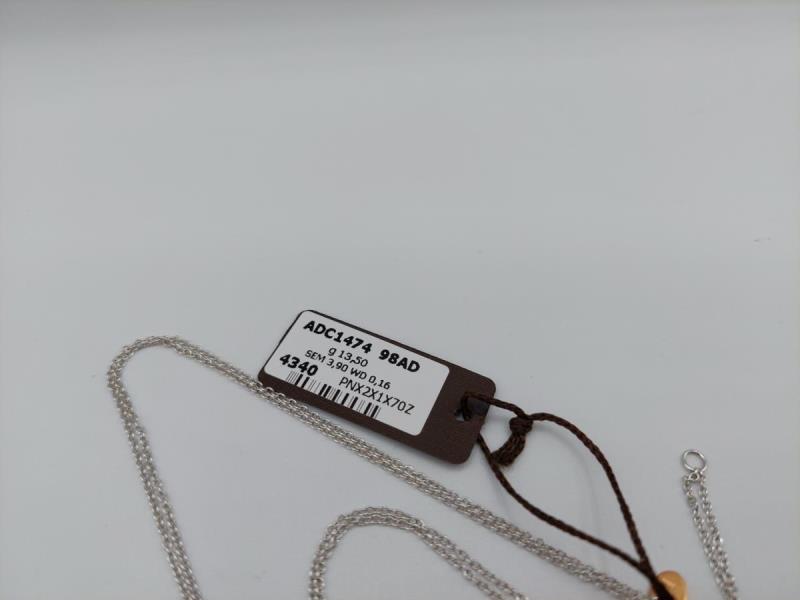 ADC1474 98AD
g 13,50
SEM 3,90 WD 0,16
4340 PNX2X1X70Z